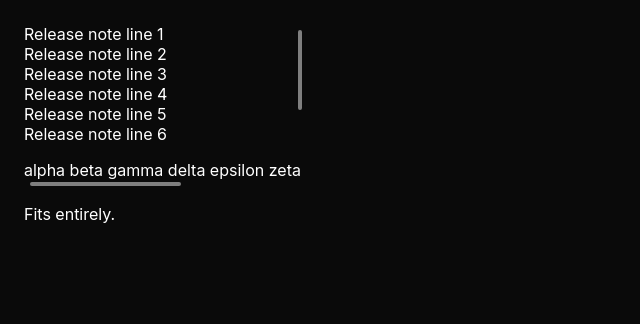 Release note line 1
Release note line 2
Release note line 3
Release note line 4
Release note line 5
Release note line 6
alpha beta gamma delta epsilon zeta
Fits entirely.